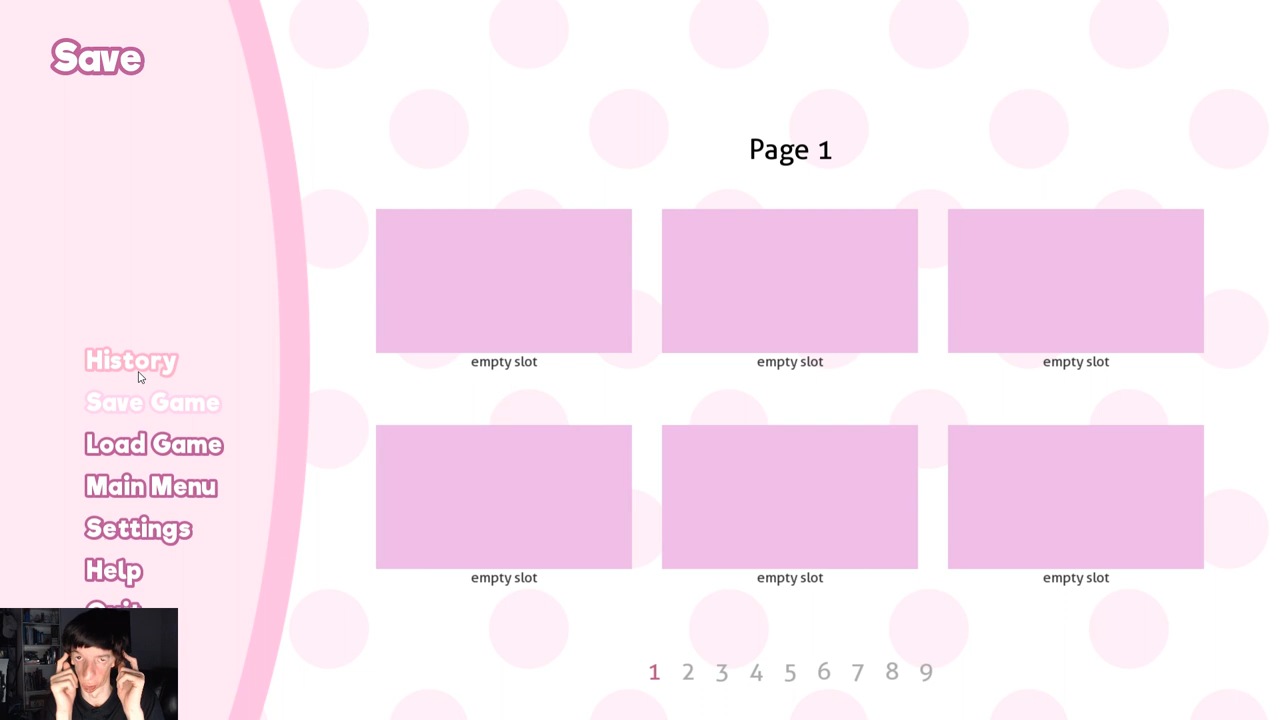 Save
Page 1
empty slot
empty slot
empty slot
History
Save Game
Load Game
Main Menu
Settings
Help
Quit
empty slot
empty slot
empty slot
1 2 3 4 5 6 7 8 9